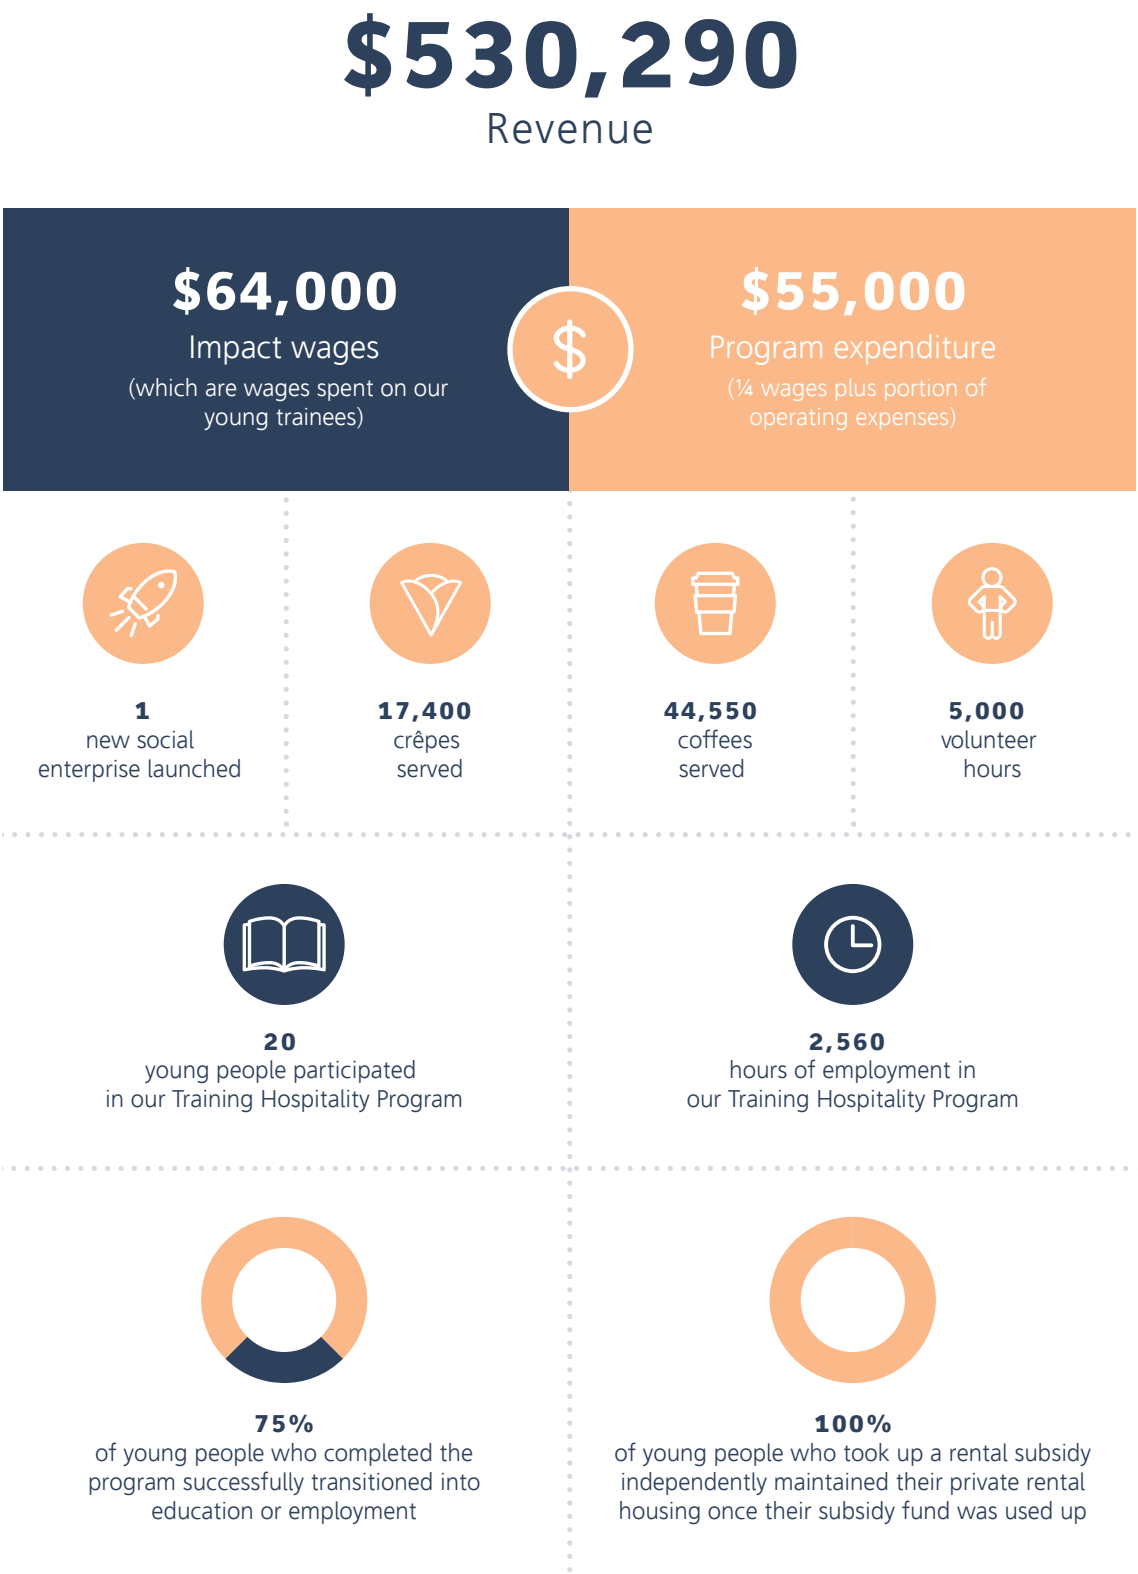 $530,290
Revenue
$64,000
Impact wages
(which are wages spent on our
young trainees)
$
$55,000
Program expenditure
(¼ wages plus portion of
operating expenses)
1
new social
enterprise launched
17,400
crêpes
served
44,550
coffees
served
5,000
volunteer
hours
20
young people participated
in our Training Hospitality Program
2,560
hours of employment in
our Training Hospitality Program
75%
of young people who completed the
program successfully transitioned into
education or employment
100%
of young people who took up a rental subsidy
independently maintained their private rental
housing once their subsidy fund was used up